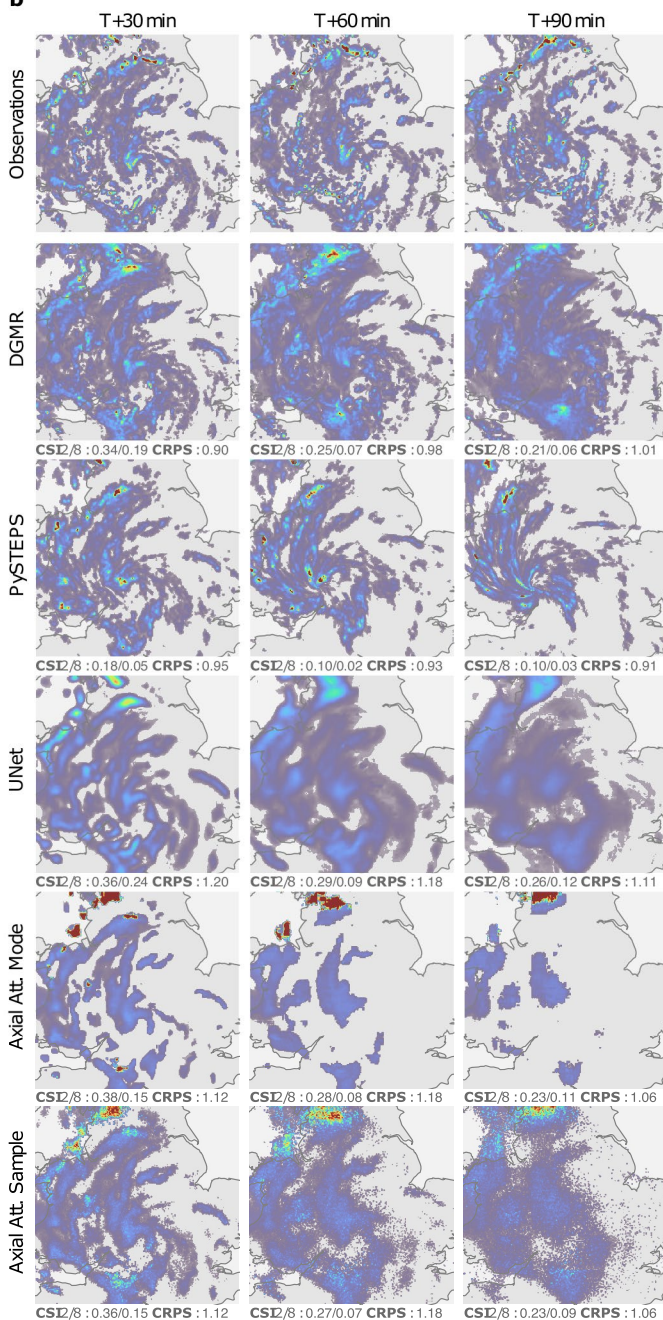 b
T+30 min T+60 min T+90 min
Observations
DGMR
CSI2/8 : 0.34/0.19 CRPS : 0.90 CSI2/8 : 0.25/0.07 CRPS : 0.98 CSI2/8 : 0.21/0.06 CRPS : 1.01
PySTEPS
CSI2/8 : 0.18/0.05 CRPS : 0.95 CSI2/8 : 0.10/0.02 CRPS : 0.93 CSI2/8 : 0.10/0.03 CRPS : 0.91
UNet
CSI2/8 : 0.36/0.24 CRPS : 1.20 CSI2/8 : 0.29/0.09 CRPS : 1.18 CSI2/8 : 0.26/0.12 CRPS : 1.11
Axial Att. Mode
CSI2/8 : 0.38/0.15 CRPS : 1.12 CSI2/8 : 0.28/0.08 CRPS : 1.18 CSI2/8 : 0.23/0.11 CRPS : 1.06
Axial Att. Sample
CSI2/8 : 0.36/0.15 CRPS : 1.12 CSI2/8 : 0.27/0.07 CRPS : 1.18 CSI2/8 : 0.23/0.09 CRPS : 1.06